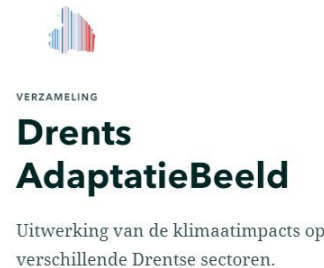 VERZAMELING
Drents
AdaptatieBeeld
Uitwerking van de klimaatimpacts op
verschillende Drentse sectoren.